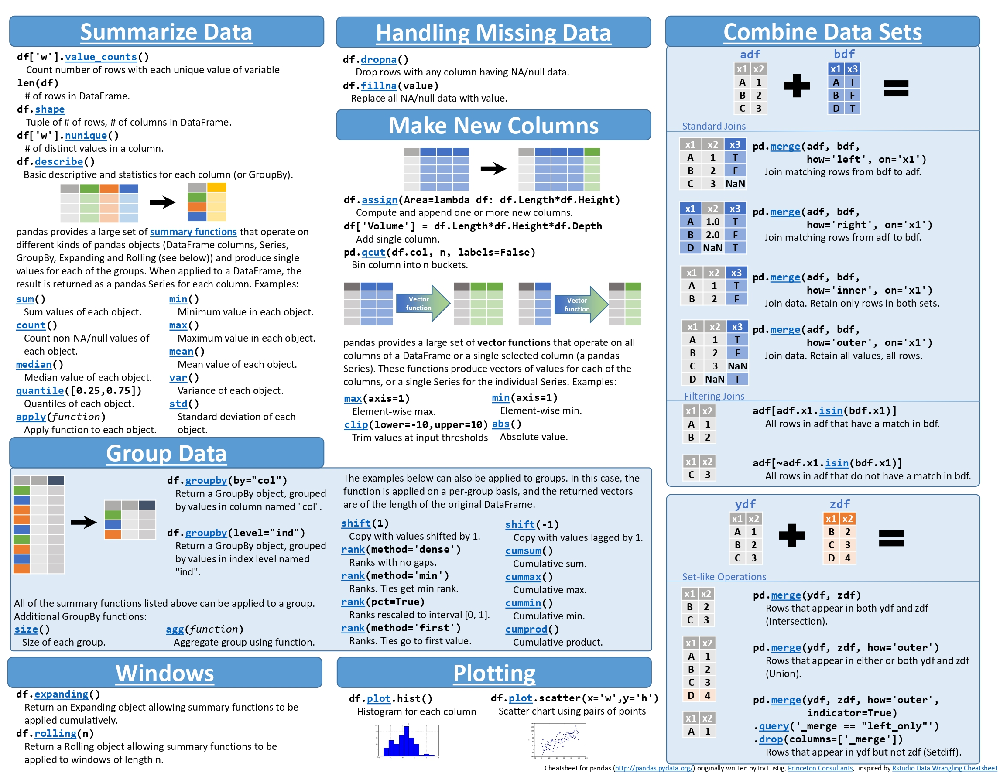 Summarize Data
df['w'].value_counts()
Count number of rows with each unique value of variable
len(df)
# of rows in DataFrame.
df.shape
Tuple of # of rows, # of columns in DataFrame.
df['w'].nunique()
# of distinct values in a column.
df.describe()
Basic descriptive and statistics for each column (or GroupBy).
pandas provides a large set of summary functions that operate on
different kinds of pandas objects (DataFrame columns, Series,
GroupBy, Expanding and Rolling (see below)) and produce single
values for each of the groups. When applied to a DataFrame, the
result is returned as a pandas Series for each column. Examples:
sum()
Sum values of each object.
count()
Count non-NA/null values of
each object.
median()
Median value of each object.
quantile([0.25,0.75])
Quantiles of each object.
apply(function)
Apply function to each object.
min()
Minimum value in each object.
max()
Maximum value in each object.
mean()
Mean value of each object.
var()
Variance of each object.
std()
Standard deviation of each
object.
Handling Missing Data
df.dropna()
Drop rows with any column having NA/null data.
df.fillna(value)
Replace all NA/null data with value.
Make New Columns
df.assign(Area=lambda df: df.Length*df.Height)
Compute and append one or more new columns.
df['Volume'] = df.Length*df.Height*df.Depth
Add single column.
pd.qcut(df.col, n, labels=False)
Bin column into n buckets.
Vector
function
Vector
function
pandas provides a large set of vector functions that operate on all
columns of a DataFrame or a single selected column (a pandas
Series). These functions produce vectors of values for each of the
columns, or a single Series for the individual Series. Examples:
max(axis=1)
Element-wise max.
clip(lower=-10,upper=10)
Trim values at input thresholds
min(axis=1)
Element-wise min.
abs()
Absolute value.
Group Data
df.groupby(by="col")
Return a GroupBy object, grouped
by values in column named "col".
df.groupby(level="ind")
Return a GroupBy object, grouped
by values in index level named
"ind".
All of the summary functions listed above can be applied to a group.
Additional GroupBy functions:
size()
Size of each group.
agg(function)
Aggregate group using function.
The examples below can also be applied to groups. In this case, the
function is applied on a per-group basis, and the returned vectors
are of the length of the original DataFrame.
shift(1)
Copy with values shifted by 1.
rank(method='dense')
Ranks with no gaps.
rank(method='min')
Ranks. Ties get min rank.
rank(pct=True)
Ranks rescaled to interval [0, 1].
rank(method='first')
Ranks. Ties go to first value.
shift(-1)
Copy with values lagged by 1.
cumsum()
Cumulative sum.
cummax()
Cumulative max.
cummin()
Cumulative min.
cumprod()
Cumulative product.
Windows
df.expanding()
Return an Expanding object allowing summary functions to be
applied cumulatively.
df.rolling(n)
Return a Rolling object allowing summary functions to be
applied to windows of length n.
Plotting
df.plot.hist()
Histogram for each column
df.plot.scatter(x='w',y='h')
Scatter chart using pairs of points
Combine Data Sets
adf
x1 x2
A 1
B 2
C 3
bdf
x1 x3
A T
B F
D T
Standard Joins
x1 x2 x3
A 1 T
B 2 F
C 3 NaN
pd.merge(adf, bdf,
how='left', on='x1')
Join matching rows from bdf to adf.
x1 x2 x3
A 1.0 T
B 2.0 F
D NaN T
pd.merge(adf, bdf,
how='right', on='x1')
Join matching rows from adf to bdf.
x1 x2 x3
A 1 T
B 2 F
pd.merge(adf, bdf,
how='inner', on='x1')
Join data. Retain only rows in both sets.
x1 x2 x3
A 1 T
B 2 F
C 3 NaN
D NaN T
pd.merge(adf, bdf,
how='outer', on='x1')
Join data. Retain all values, all rows.
Filtering Joins
x1 x2
A 1
B 2
adf[adf.x1.isin(bdf.x1)]
All rows in adf that have a match in bdf.
x1 x2
C 3
adf[~adf.x1.isin(bdf.x1)]
All rows in adf that do not have a match in bdf.
ydf
x1 x2
A 1
B 2
C 3
zdf
x1 x2
B 2
C 3
D 4
Set-like Operations
x1 x2
B 2
C 3
pd.merge(ydf, zdf)
Rows that appear in both ydf and zdf
(Intersection).
x1 x2
A 1
B 2
C 3
D 4
pd.merge(ydf, zdf, how='outer')
Rows that appear in either or both ydf and zdf
(Union).
x1 x2
A 1
pd.merge(ydf, zdf, how='outer',
indicator=True)
.query('_merge == "left_only"')
.drop(columns=['_merge'])
Rows that appear in ydf but not zdf (Setdiff).
Cheatsheet for pandas (http://pandas.pydata.org/) originally written by Irv Lustig, Princeton Consultants, inspired by Rstudio Data Wrangling Cheatsheet